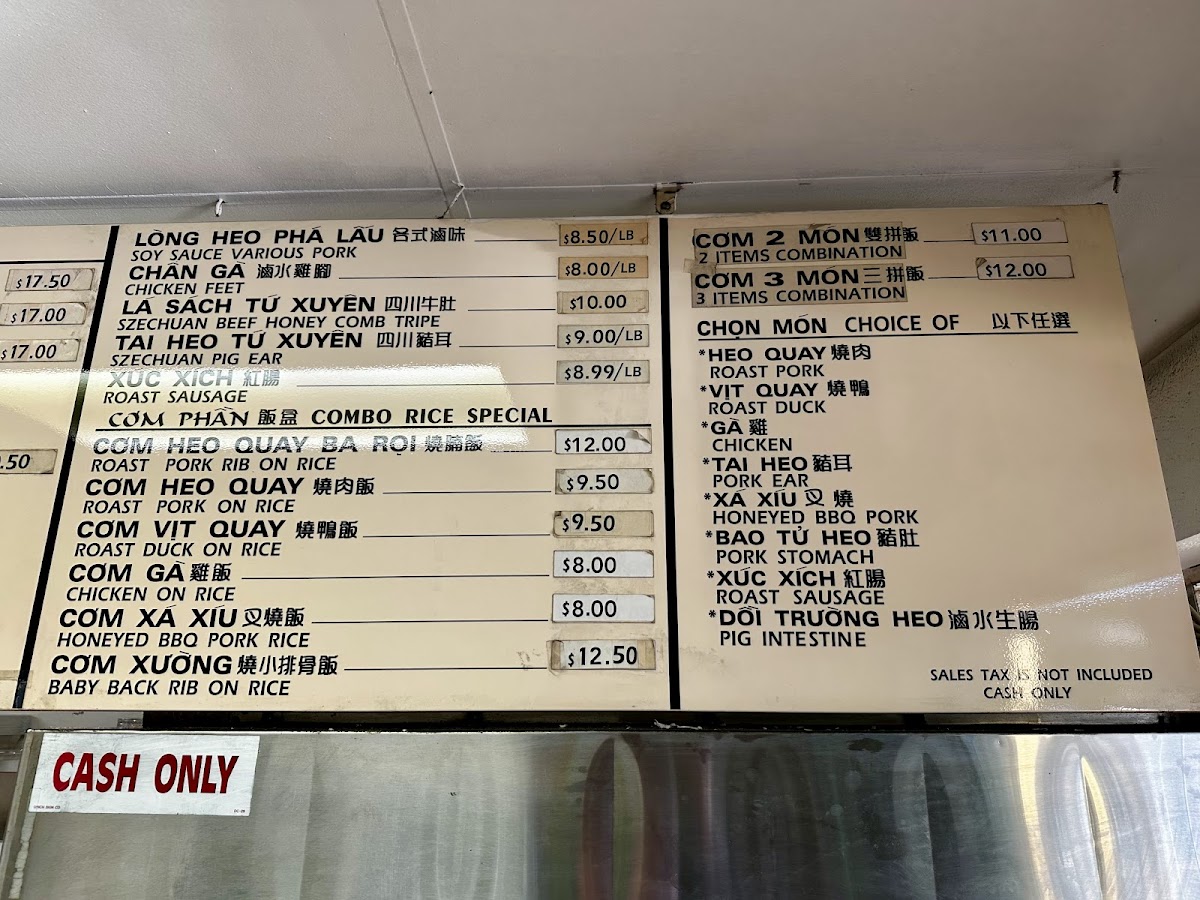 $17.50
$17.00
$17.00
.50
LÒNG HEO PHÁ LẤU 各式滷味 $8.50/LB
SOY SAUCE VARIOUS PORK
CHÂN GÀ 滷水雞腳 $8.00/LB
CHICKEN FEET
LÁ SÁCH TỨ XUYÊN 四川牛肚 $10.00
SZECHUAN BEEF HONEY COMB TRIPE
TAI HEO TỨ XUYÊN 四川豬耳 $9.00/LB
SZECHUAN PIG EAR
XÚC XÍCH 紅腸 $8.99/LB
ROAST SAUSAGE
CƠM PHẦN 飯盆 COMBO RICE SPECIAL
CƠM HEO QUAY BA RỌI 燒腩飯 $12.00
ROAST PORK RIB ON RICE
CƠM HEO QUAY 燒肉飯 $9.50
ROAST PORK ON RICE
CƠM VỊT QUAY 燒鴨飯 $9.50
ROAST DUCK ON RICE
CƠM GÀ 雞飯 $8.00
CHICKEN ON RICE
CƠM XÁ XÍU 叉燒飯 $8.00
HONEYED BBQ PORK RICE
CƠM XƯỜNG 燒小排骨飯 $12.50
BABY BACK RIB ON RICE
CƠM 2 MÓN 雙拼飯 $11.00
2 ITEMS COMBINATION
CƠM 3 MÓN 三拼飯 $12.00
3 ITEMS COMBINATION
CHỌN MÓN CHOICE OF 以下任選
*HEO QUAY 燒肉
ROAST PORK
*VỊT QUAY 燒鴨
ROAST DUCK
*GÀ 雞
CHICKEN
*TAI HEO 豬耳
PORK EAR
*XÁ XÍU 叉燒
HONEYED BBQ PORK
*BAO TỬ HEO 豬肚
PORK STOMACH
*XÚC XÍCH 紅腸
ROAST SAUSAGE
*DỒI TRƯỜNG HEO 滷水生腸
PIG INTESTINE
SALES TAX IS NOT INCLUDED
CASH ONLY
CASH ONLY